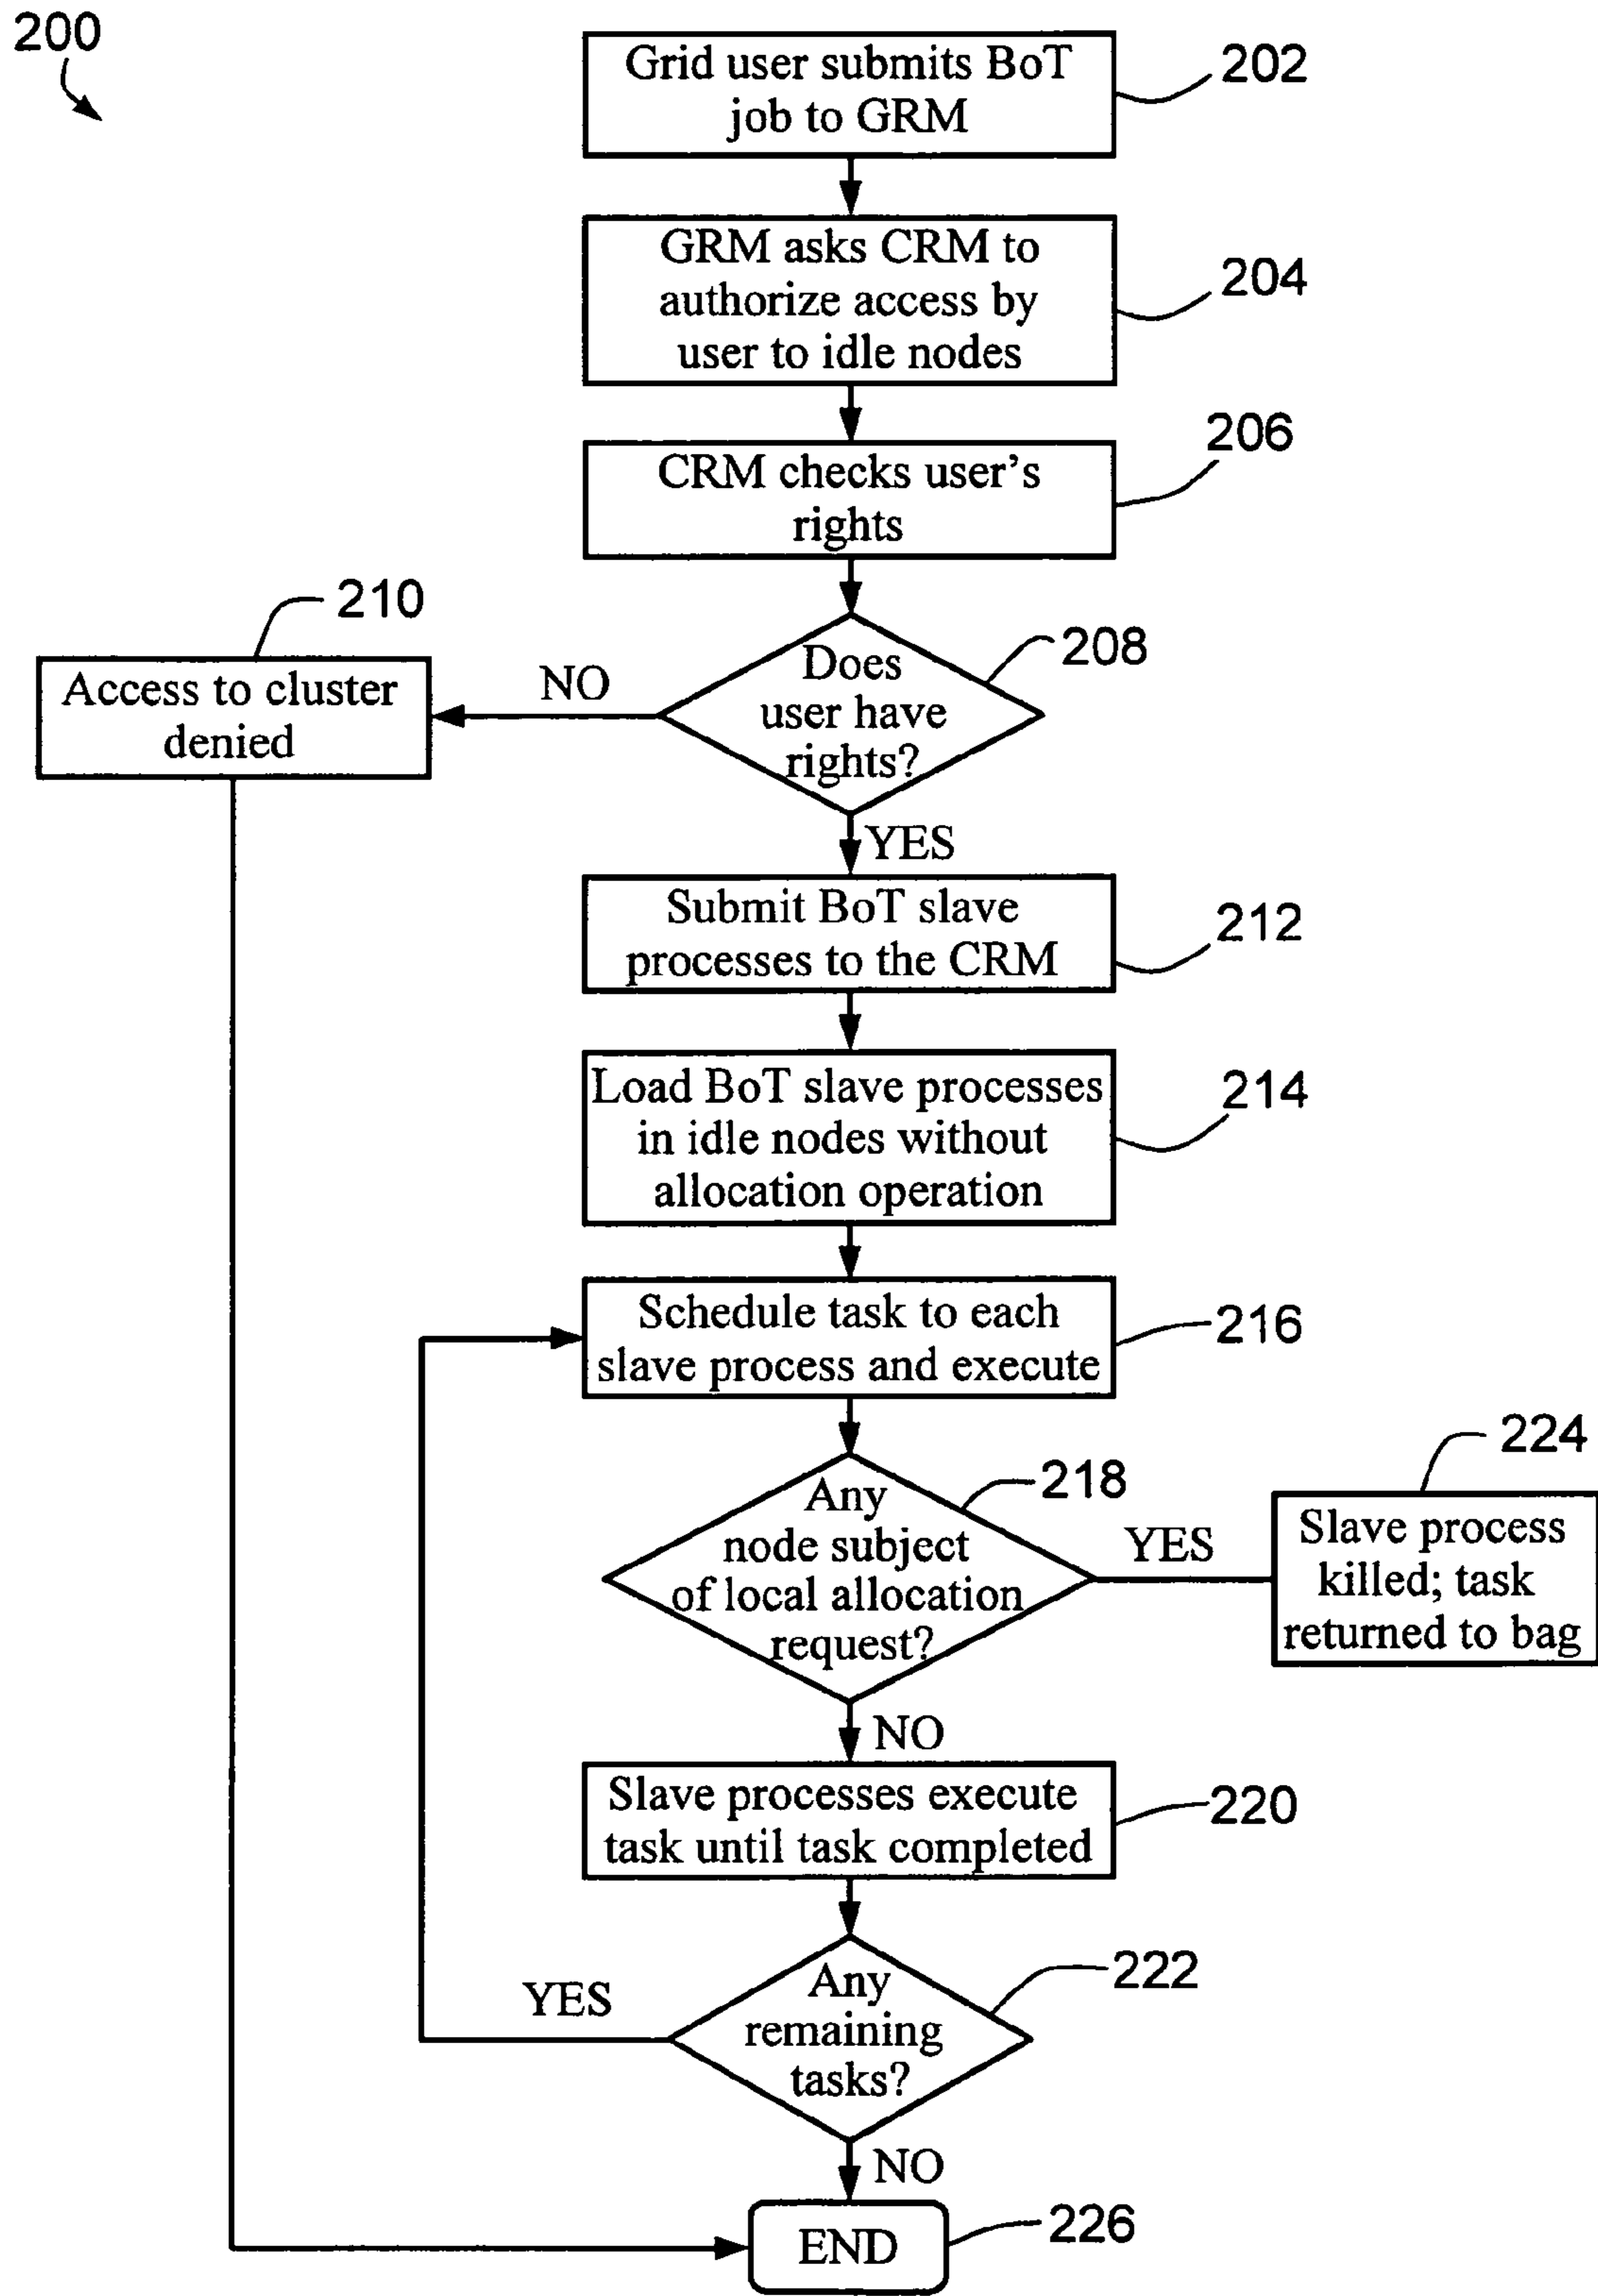 200
Grid user submits BoT
job to GRM
202
GRM asks CRM to
authorize access by
user to idle nodes
204
CRM checks user's
rights
206
Does
user have
rights?
208
NO
210
Access to cluster
denied
YES
Submit BoT slave
processes to the CRM
212
Load BoT slave processes
in idle nodes without
allocation operation
214
Schedule task to each
slave process and execute
216
Any
node subject
of local allocation
request?
218
YES
224
Slave process
killed; task
returned to bag
NO
Slave processes execute
task until task completed
220
Any
remaining
tasks?
222
YES
NO
END
226